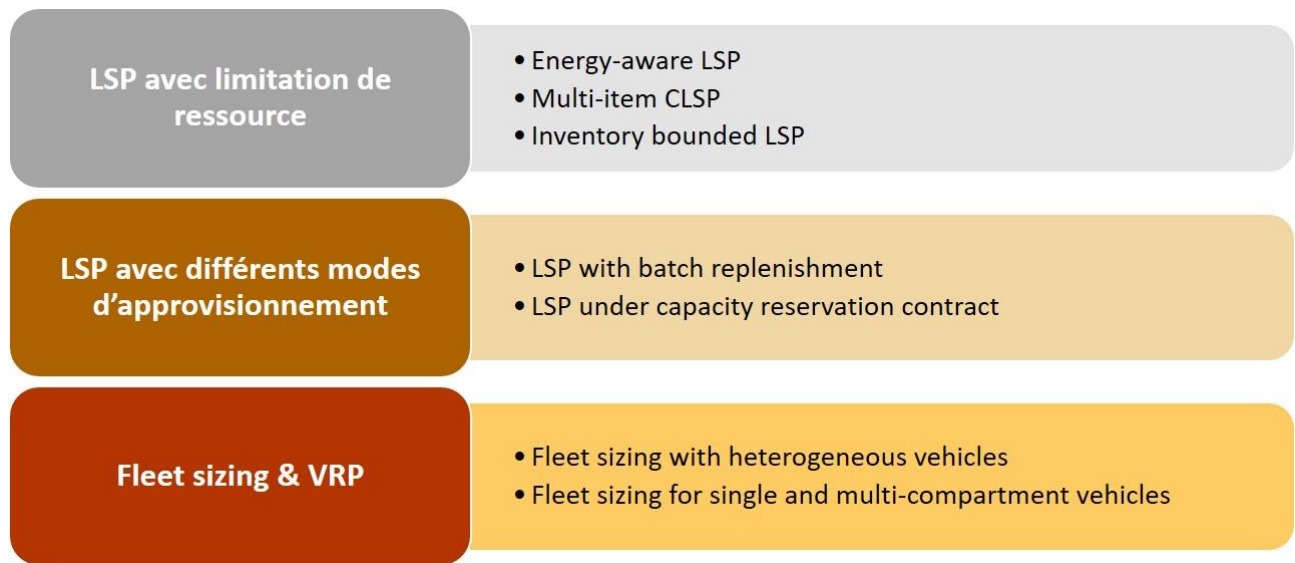 LSP avec limitation de
ressource
• Energy-aware LSP
• Multi-item CLSP
• Inventory bounded LSP
LSP avec différents modes
d’approvisionnement
• LSP with batch replenishment
• LSP under capacity reservation contract
Fleet sizing & VRP
• Fleet sizing with heterogeneous vehicles
• Fleet sizing for single and multi-compartment vehicles